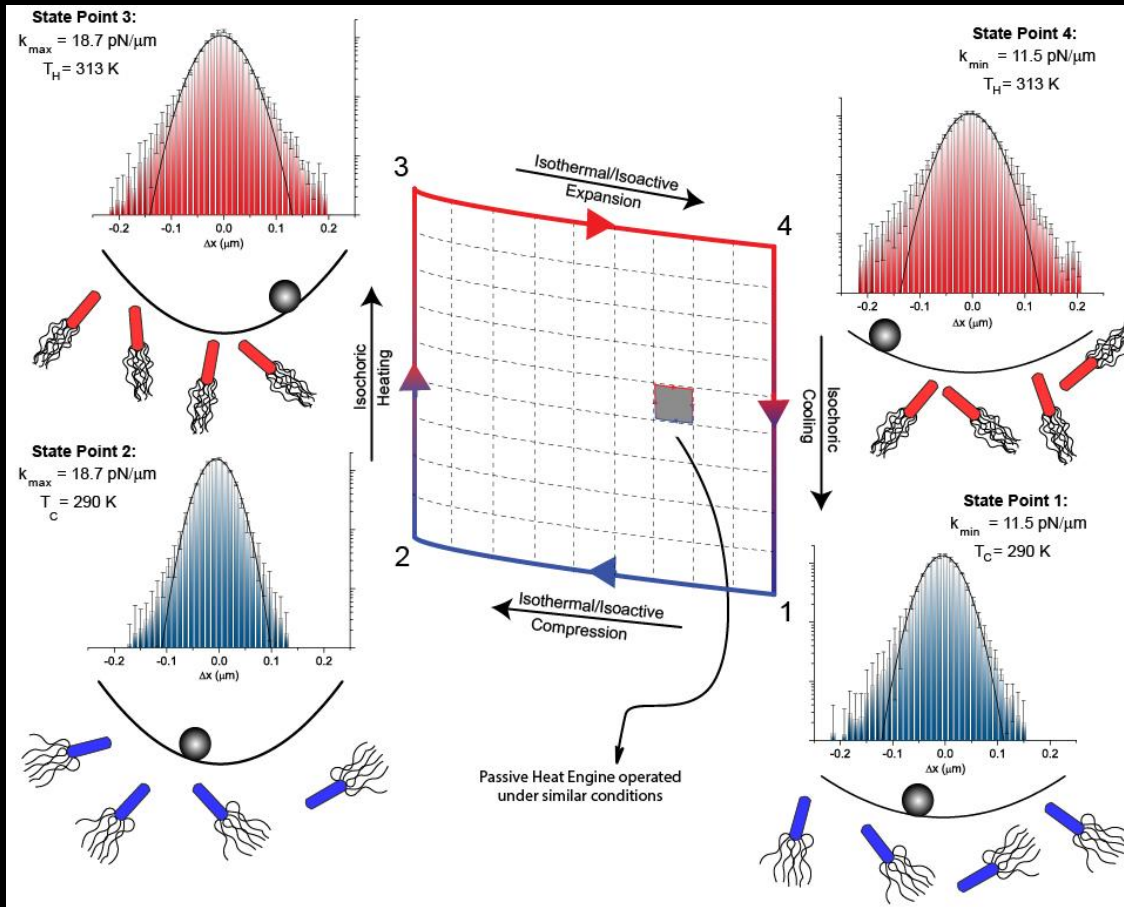 State Point 3:
k max = 18.7 pN/μm
T H = 313 K
-0.2 -0.1 0.0 0.1 0.2
Δx (μm)
State Point 4:
k min = 11.5 pN/μm
T H = 313 K
-0.2 -0.1 0.0 0.1 0.2
Δx (μm)
3
Isothermal/Isoactive
Expansion
4
Isochoric
Heating
Isochoric
Cooling
State Point 2:
k max = 18.7 pN/μm
T C = 290 K
-0.2 -0.1 0.0 0.1 0.2
Δx (μm)
2
Isothermal/Isoactive
Compression
1
State Point 1:
k min = 11.5 pN/μm
T C = 290 K
-0.2 -0.1 0.0 0.1 0.2
Δx (μm)
Passive Heat Engine operated
under similar conditions